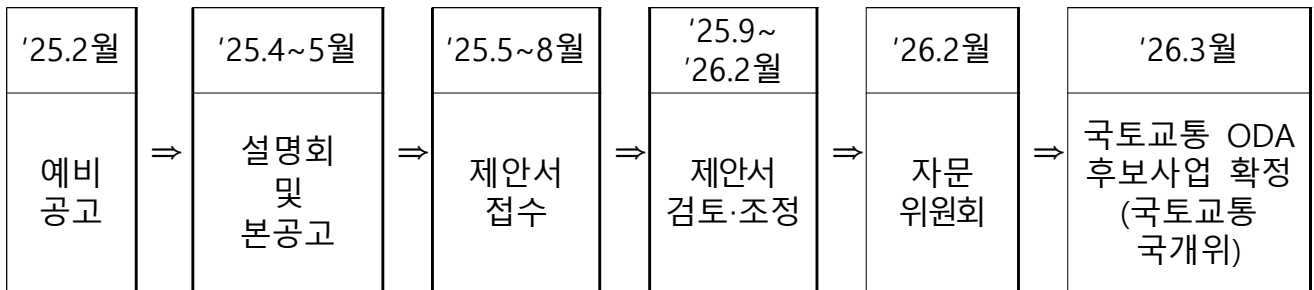 '25.2월
예비
공고
⇒
'25.4~5월
설명회
및
본공고
⇒
'25.5~8월
제안서
접수
⇒
'25.9~
'26.2월
제안서
검토·조정
⇒
'26.2월
자문
위원회
⇒
'26.3월
국토교통 ODA
후보사업 확정
(국토교통
국개위)